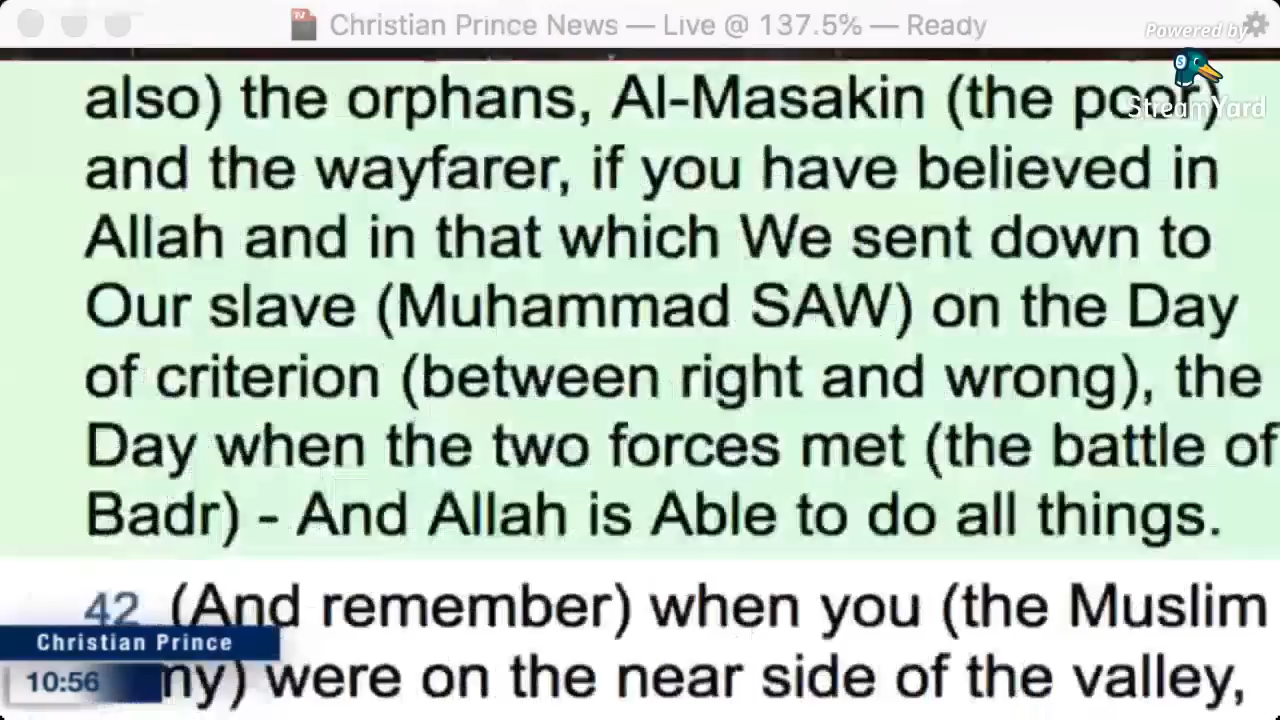 Christian Prince News — Live @ 137.5% — Ready
Powered by
StreamYard
also) the orphans, Al-Masakin (the poor)
and the wayfarer, if you have believed in
Allah and in that which We sent down to
Our slave (Muhammad SAW) on the Day
of criterion (between right and wrong), the
Day when the two forces met (the battle of
Badr) - And Allah is Able to do all things.
42 (And remember) when you (the Muslim
my) were on the near side of the valley,
Christian Prince
10:56